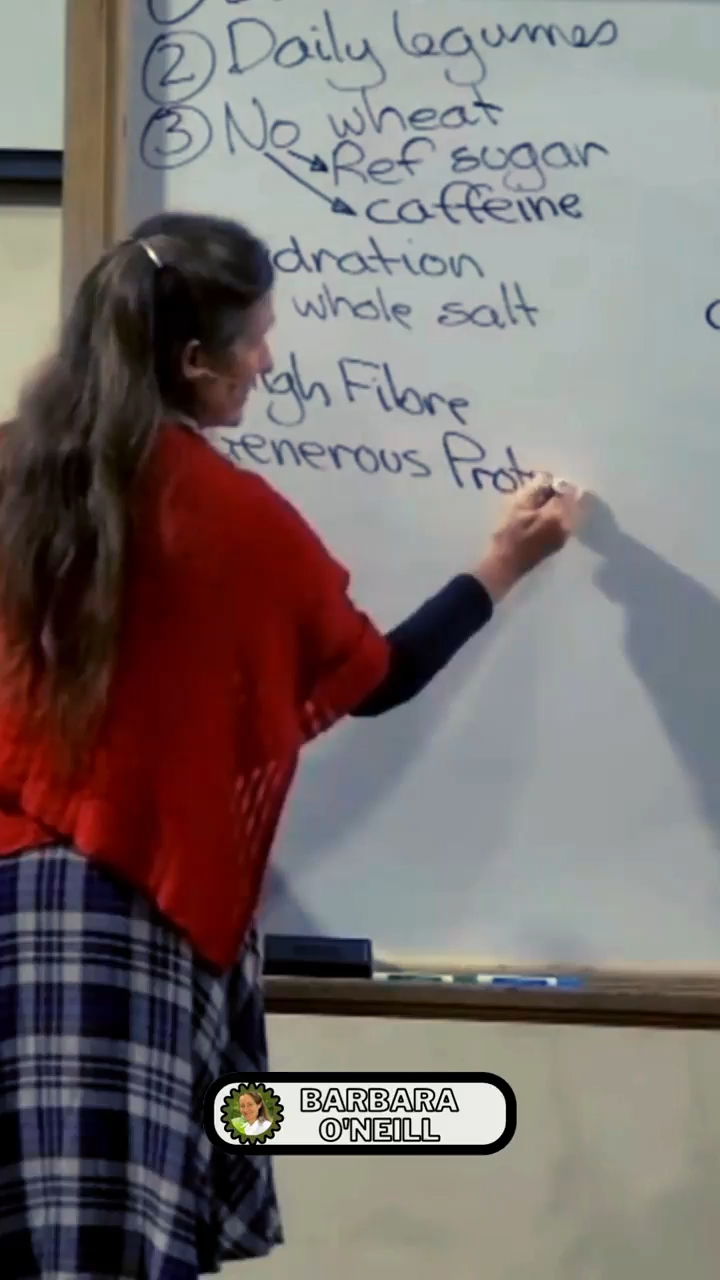 ② Daily legumes
③ No wheat
Ref sugar
caffeine
dration
whole salt
gh Fibre
enerous Prot
BARBARA
O'NEILL